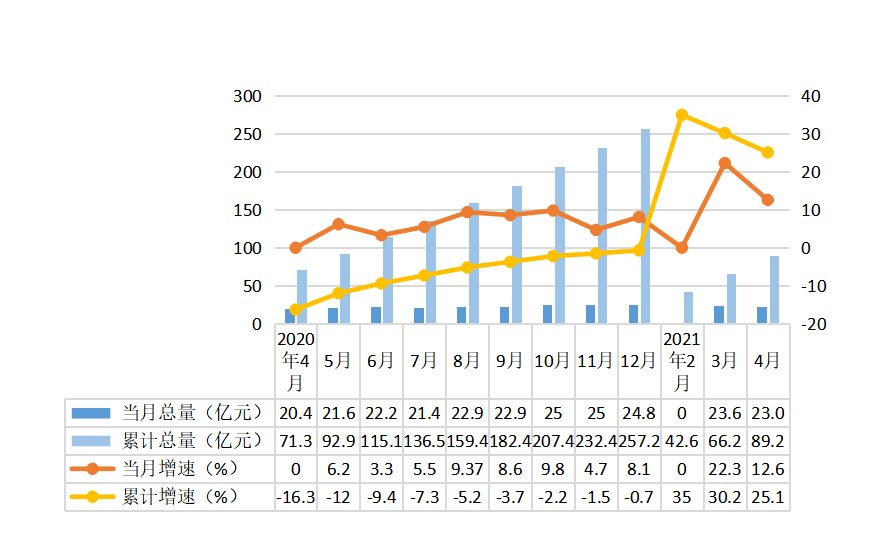 300 40
250 30
200 20
150 10
100 0
50 -10
0 -20
2020年4月 5月 6月 7月 8月 9月 10月 11月 12月 2021年2月 3月 4月
当月总量（亿元） 20.4 21.6 22.2 21.4 22.9 22.9 25 25 24.8 0 23.6 23.0
累计总量（亿元） 71.3 92.9 115.1 136.5 159.4 182.4 207.4 232.4 257.2 42.6 66.2 89.2
当月增速（%） 0 6.2 3.3 5.5 9.37 8.6 9.8 4.7 8.1 0 22.3 12.6
累计增速（%） -16.3 -12 -9.4 -7.3 -5.2 -3.7 -2.2 -1.5 -0.7 35 30.2 25.1